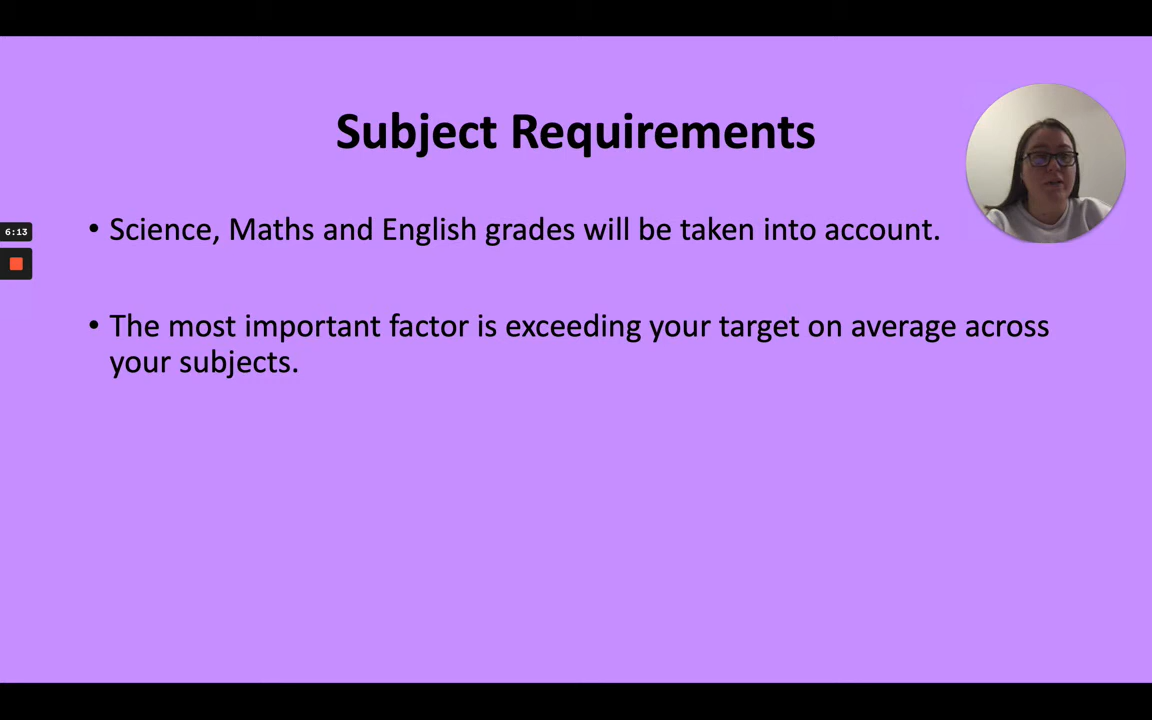 Subject Requirements
• Science, Maths and English grades will be taken into account.
6:13
• The most important factor is exceeding your target on average across
your subjects.